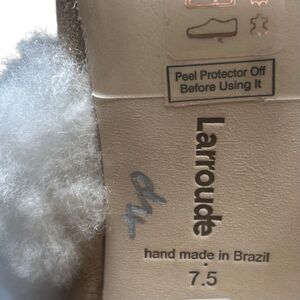 Peel Protector Off
Before Using It
Larroude
hand made in Brazil
7.5